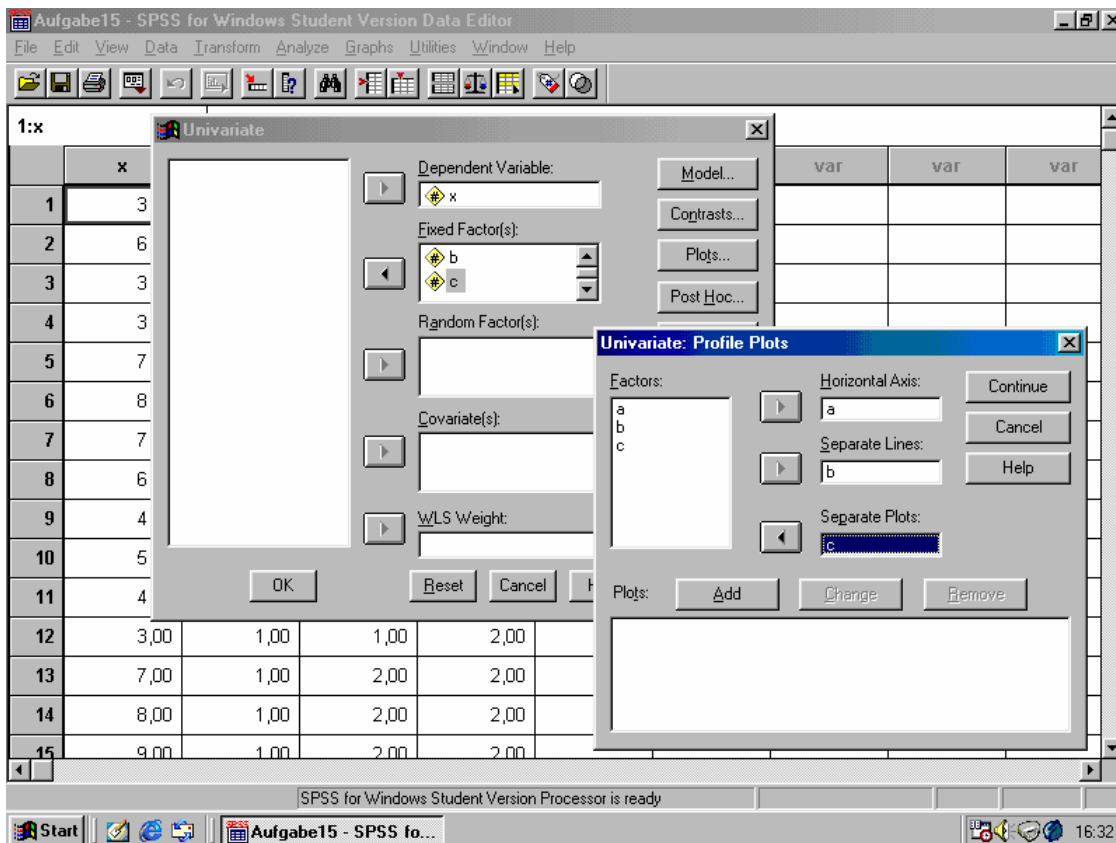 Aufgabe15 - SPSS for Windows Student Version Data Editor
File Edit View Data Transform Analyze Graphs Utilities Window Help
1:x
x var var var
1 3
2 6
3 3
4 3
5 7
6 8
7 7
8 6
9 4
10 5
11 4
12 3,00 1,00 1,00 2,00
13 7,00 1,00 2,00 2,00
14 8,00 1,00 2,00 2,00
15 9,00 1,00 2,00 2,00
Univariate
Dependent Variable:
x
Fixed Factor(s):
b
c
Random Factor(s):
Covariate(s):
WLS Weight:
Model...
Contrasts...
Plots...
Post Hoc...
OK Reset Cancel H
Univariate: Profile Plots
Factors:
a
b
c
Horizontal Axis:
a
Separate Lines:
b
Separate Plots:
c
Continue
Cancel
Help
Plots: Add Change Remove
SPSS for Windows Student Version Processor is ready
Start Aufgabe15 - SPSS fo... 16:32